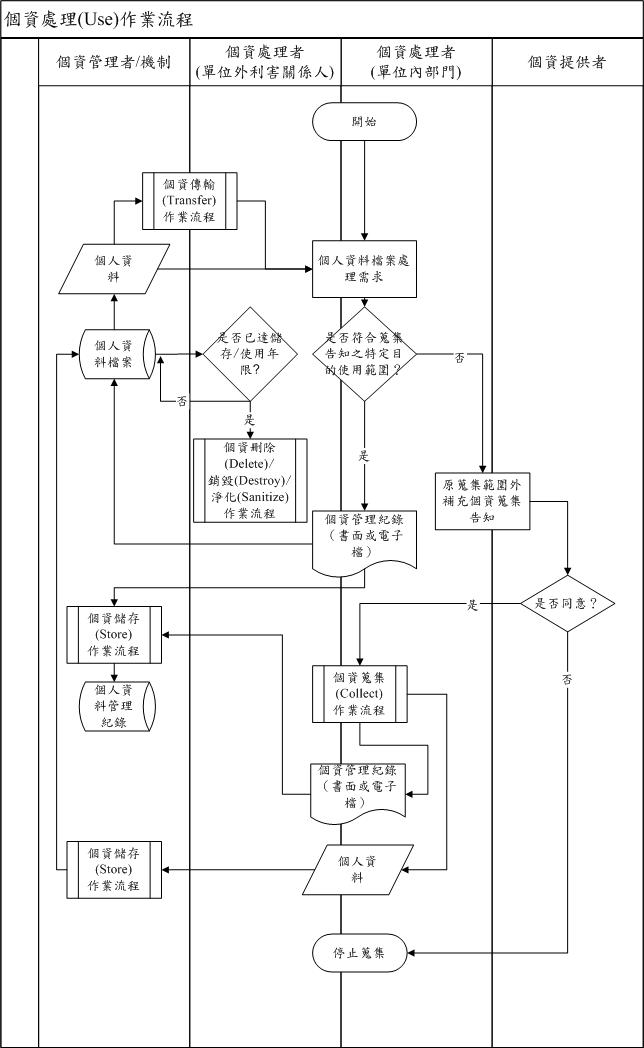 個資處理(Use)作業流程
個資管理者/機制
個資處理者
(單位外利害關係人)
個資處理者
(單位內部門)
個資提供者
開始
個資傳輸
(Transfer)
作業流程
個人資
料
個人資料檔案處
理需求
個人資
料檔案
是否已達儲
存/使用年
限?
是否符合蒐集
告知之特定目
的使用範圍？
否
否
是
是
個資刪除
(Delete)/
銷毀(Destroy)/
淨化(Sanitize)
作業流程
原蒐集範圍外
補充個資蒐集
告知
個資管理紀錄
（書面或電子
檔）
個資儲存
(Store)
作業流程
是
是否同意？
否
個人資
料管理
紀錄
個資蒐集
(Collect)
作業流程
個資管理紀錄
（書面或電子
檔）
個資儲存
(Store)
作業流程
個人資
料
停止蒐集